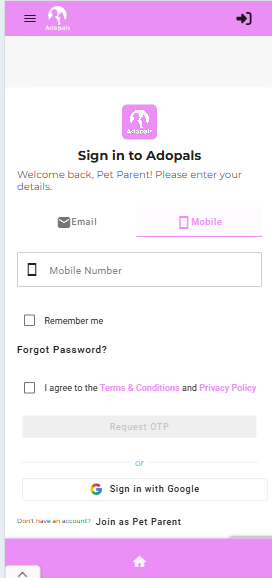 Adopals
Adopals
Sign in to Adopals
Welcome back, Pet Parent! Please enter your
details.
Email
Mobile
Mobile Number
Remember me
Forgot Password?
I agree to the Terms & Conditions and Privacy Policy
Request OTP
or
Sign in with Google
Don't have an account? Join as Pet Parent